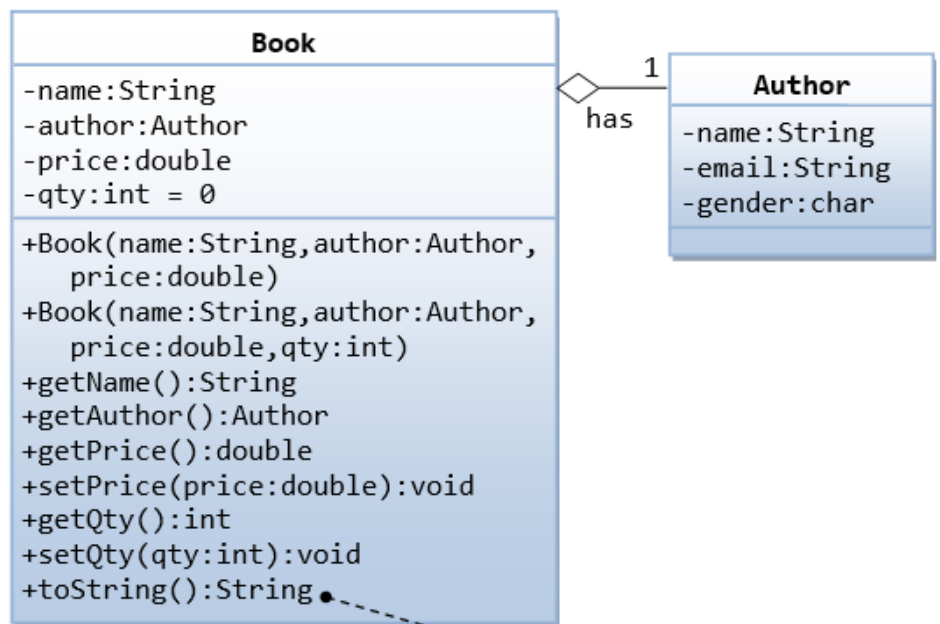 Book
-name:String
-author:Author
-price:double
-qty:int = 0
+Book(name:String,author:Author,
price:double)
+Book(name:String,author:Author,
price:double,qty:int)
+getName():String
+getAuthor():Author
+getPrice():double
+setPrice(price:double):void
+getQty():int
+setQty(qty:int):void
+toString():String
1
has
Author
-name:String
-email:String
-gender:char